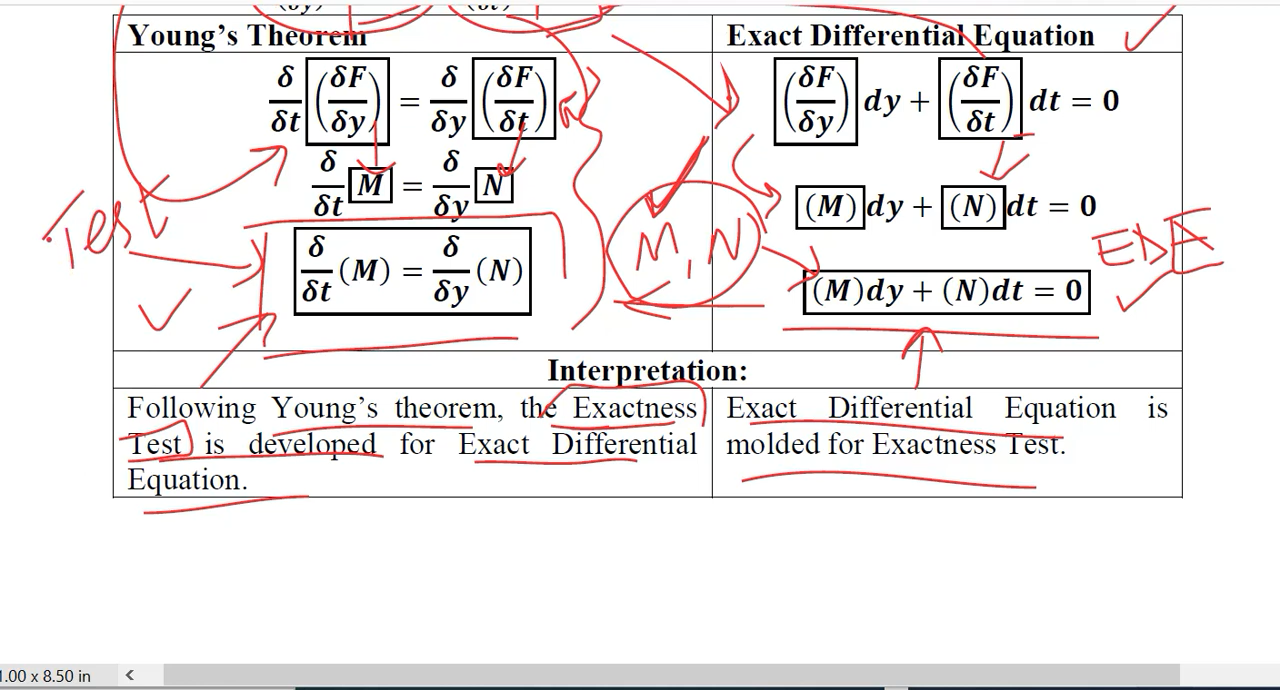 Young's Theorem
Exact Differential Equation
δ/δt (δF/δy) = δ/δy (δF/δt)
(δF/δy) dy + (δF/δt) dt = 0
δ/δt M = δ/δy N
(M)dy + (N)dt = 0
δ/δt (M) = δ/δy (N)
(M)dy + (N)dt = 0
Test
M, N
EDE
Interpretation:
Following Young's theorem, the Exactness
Test is developed for Exact Differential
Equation.
Exact Differential Equation is
molded for Exactness Test.
1.00 x 8.50 in